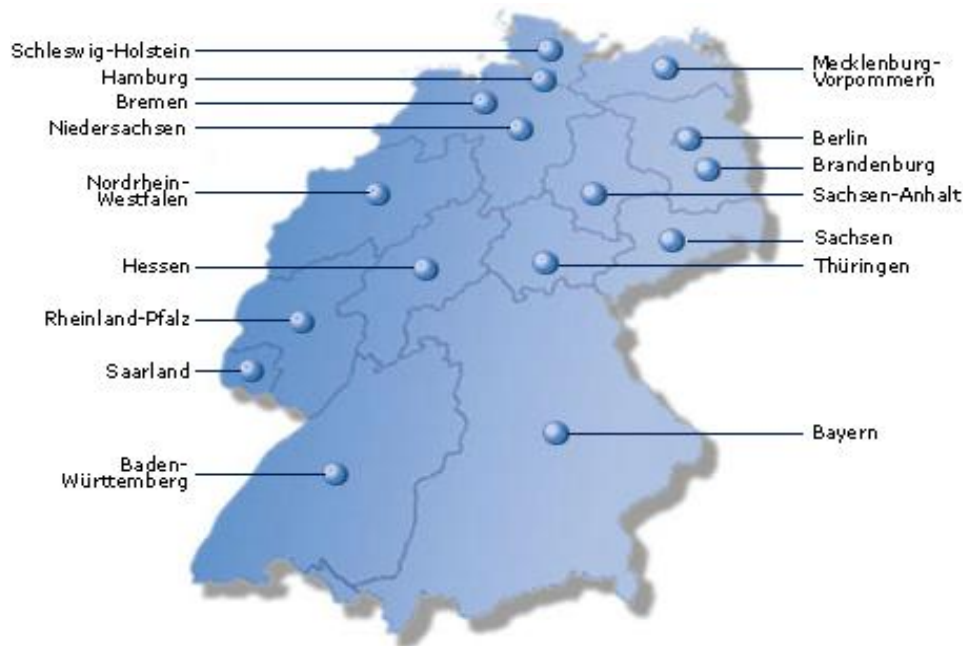 Schleswig-Holstein
Hamburg
Bremen
Niedersachsen
Nordrhein-
Westfalen
Hessen
Rheinland-Pfalz
Saarland
Baden-
Württemberg
Mecklenburg-
Vorpommern
Berlin
Brandenburg
Sachsen-Anhalt
Sachsen
Thüringen
Bayern